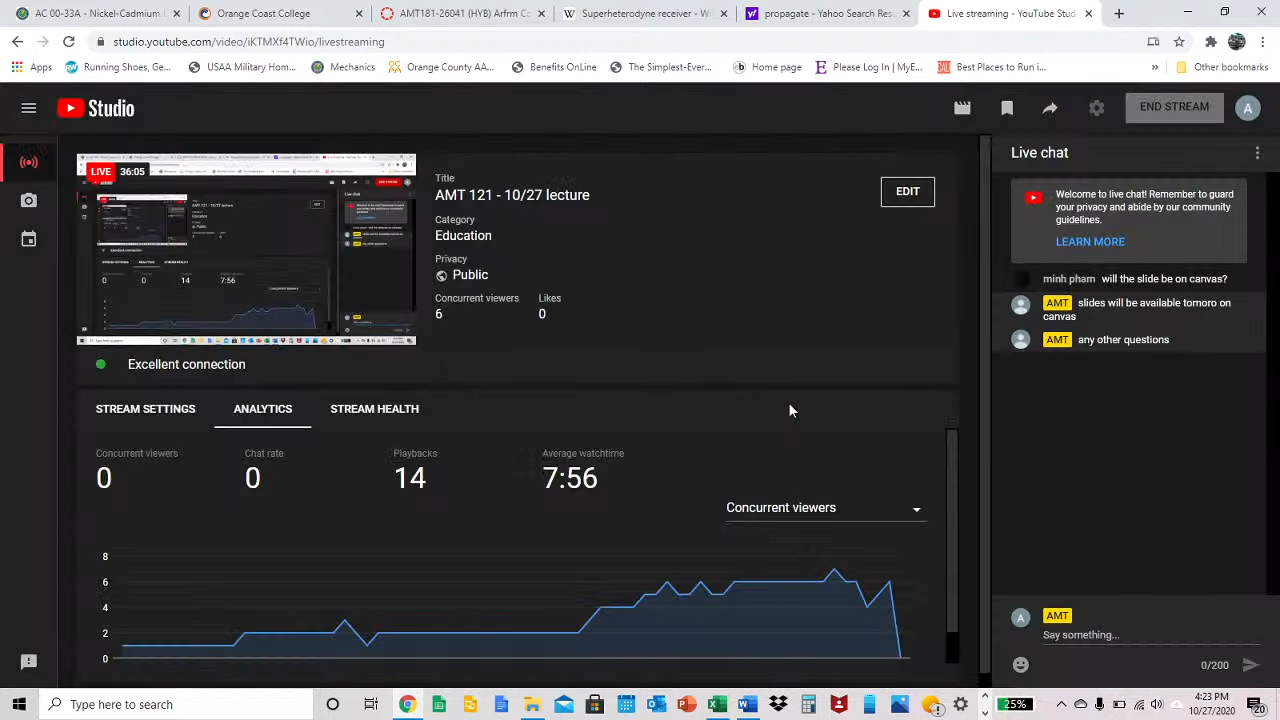 AC 00-33A - Nickel-Cadmium B
Orange Coast College
AMT181-26041 (HYB) Arfrm Comm
Superheterodyne receiver - Wiki
propagate - Yahoo Search Results
Live streaming - YouTube Studio
studio.youtube.com/video/iKTMXf4TWio/livestreaming
Apps
Running Shoes, Ge...
USAA Military Hom...
Mechanics
Orange County AA...
Benefits OnLine
The Simplest-Ever...
Home page
Please Log In | MyE...
Best Places to Run i...
Other bookmarks
Studio
END STREAM
A
LIVE 36:05
Title
AMT 121 - 10/27 lecture
EDIT
Category
Education
Privacy
Public
Concurrent viewers Likes
6 0
Excellent connection
STREAM SETTINGS ANALYTICS STREAM HEALTH
Concurrent viewers Chat rate Playbacks Average watchtime
0 0 14 7:56
Concurrent viewers
8
6
4
2
0
Live chat
Welcome to live chat! Remember to guard
your privacy and abide by our community
guidelines.
LEARN MORE
minh pham will the slide be on canvas?
AMT slides will be available tomoro on
canvas
AMT any other questions
A AMT
Say something...
0/200
Type here to search
25%
4:23 PM
10/27/2020